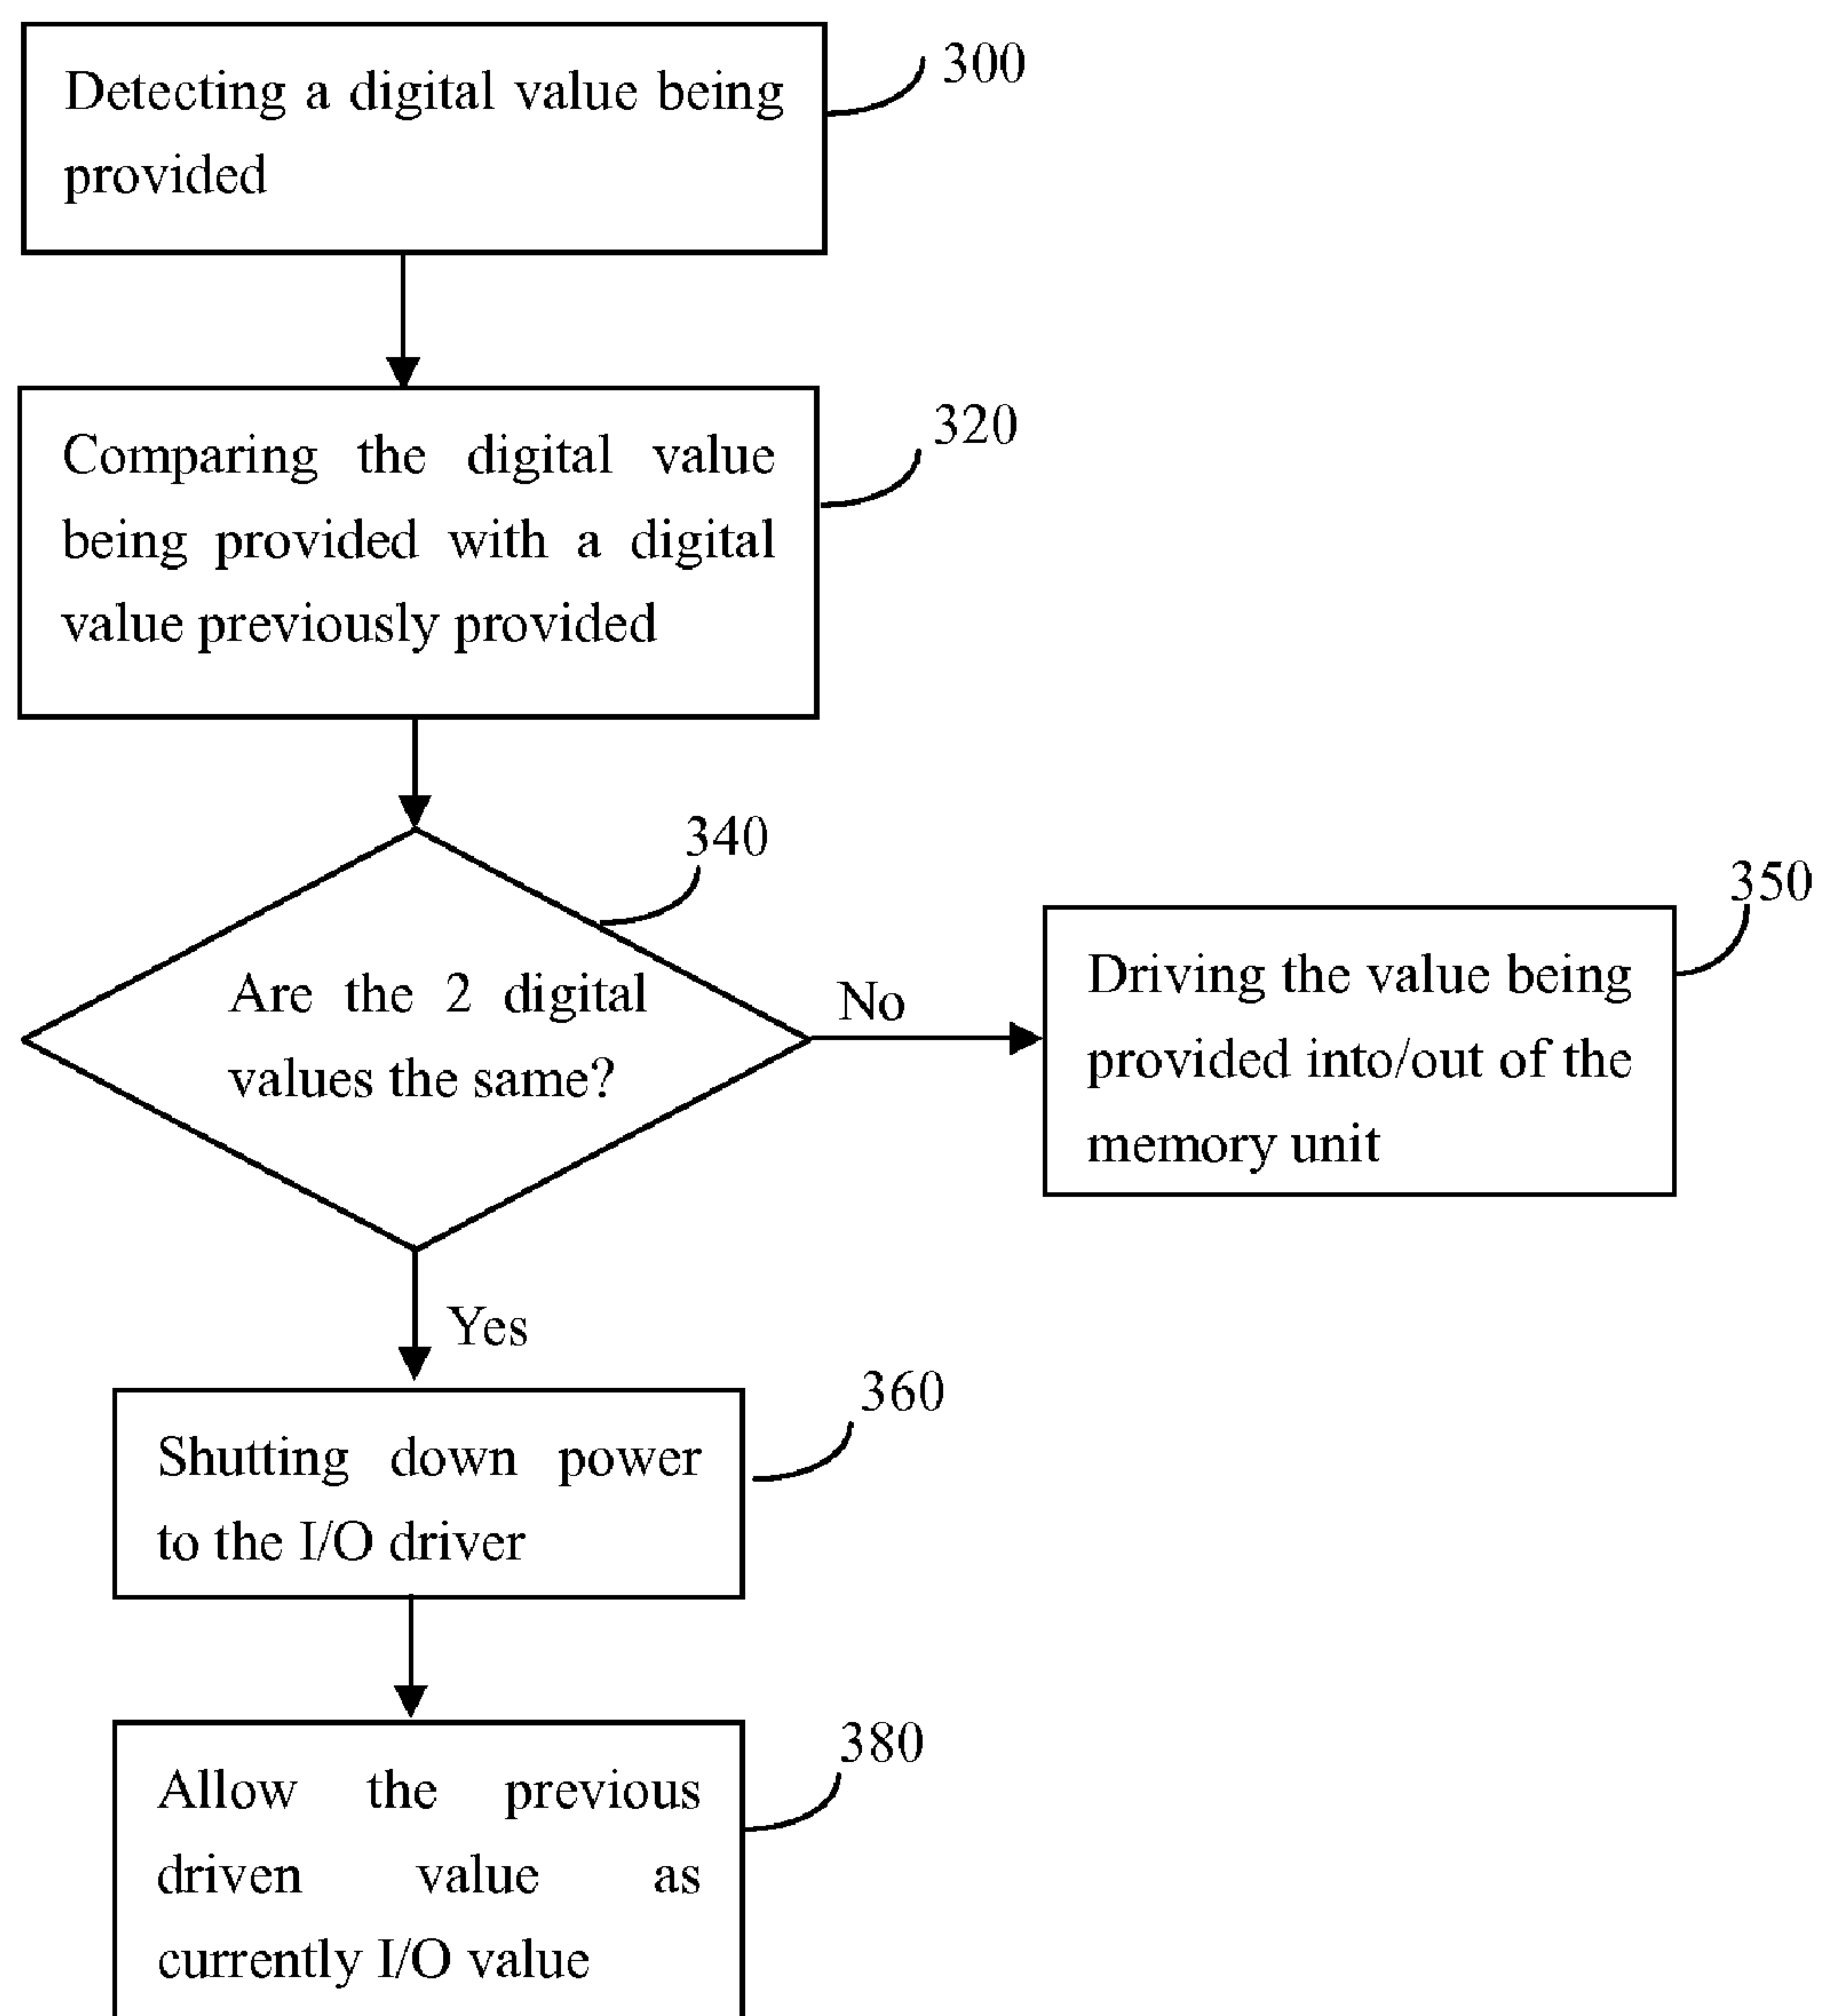 Detecting a digital value being
provided
300
Comparing the digital value
being provided with a digital
value previously provided
320
340
Are the 2 digital
values the same?
No
350
Driving the value being
provided into/out of the
memory unit
Yes
360
Shutting down power
to the I/O driver
380
Allow the previous
driven value as
currently I/O value